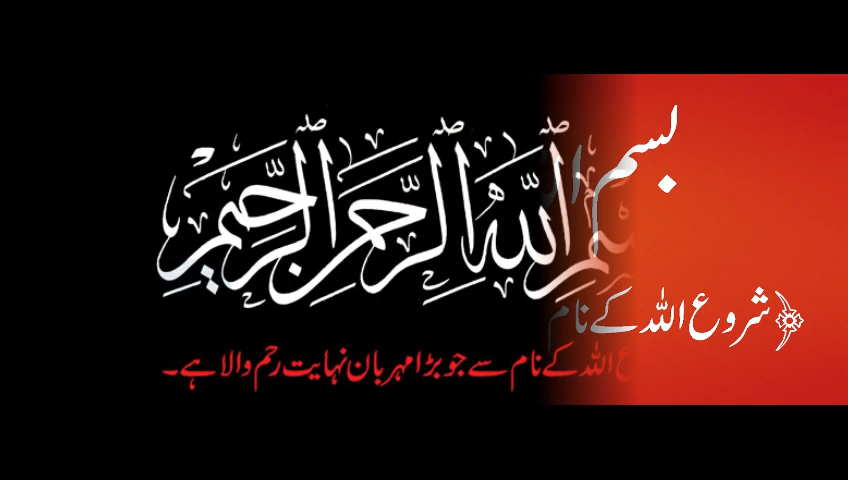 بسم
سم الله الرحمن الرحيم
شروع اللہ کے نام
اللہ کے نام سے جو بڑا مہربان نہایت رحم والا ہے۔